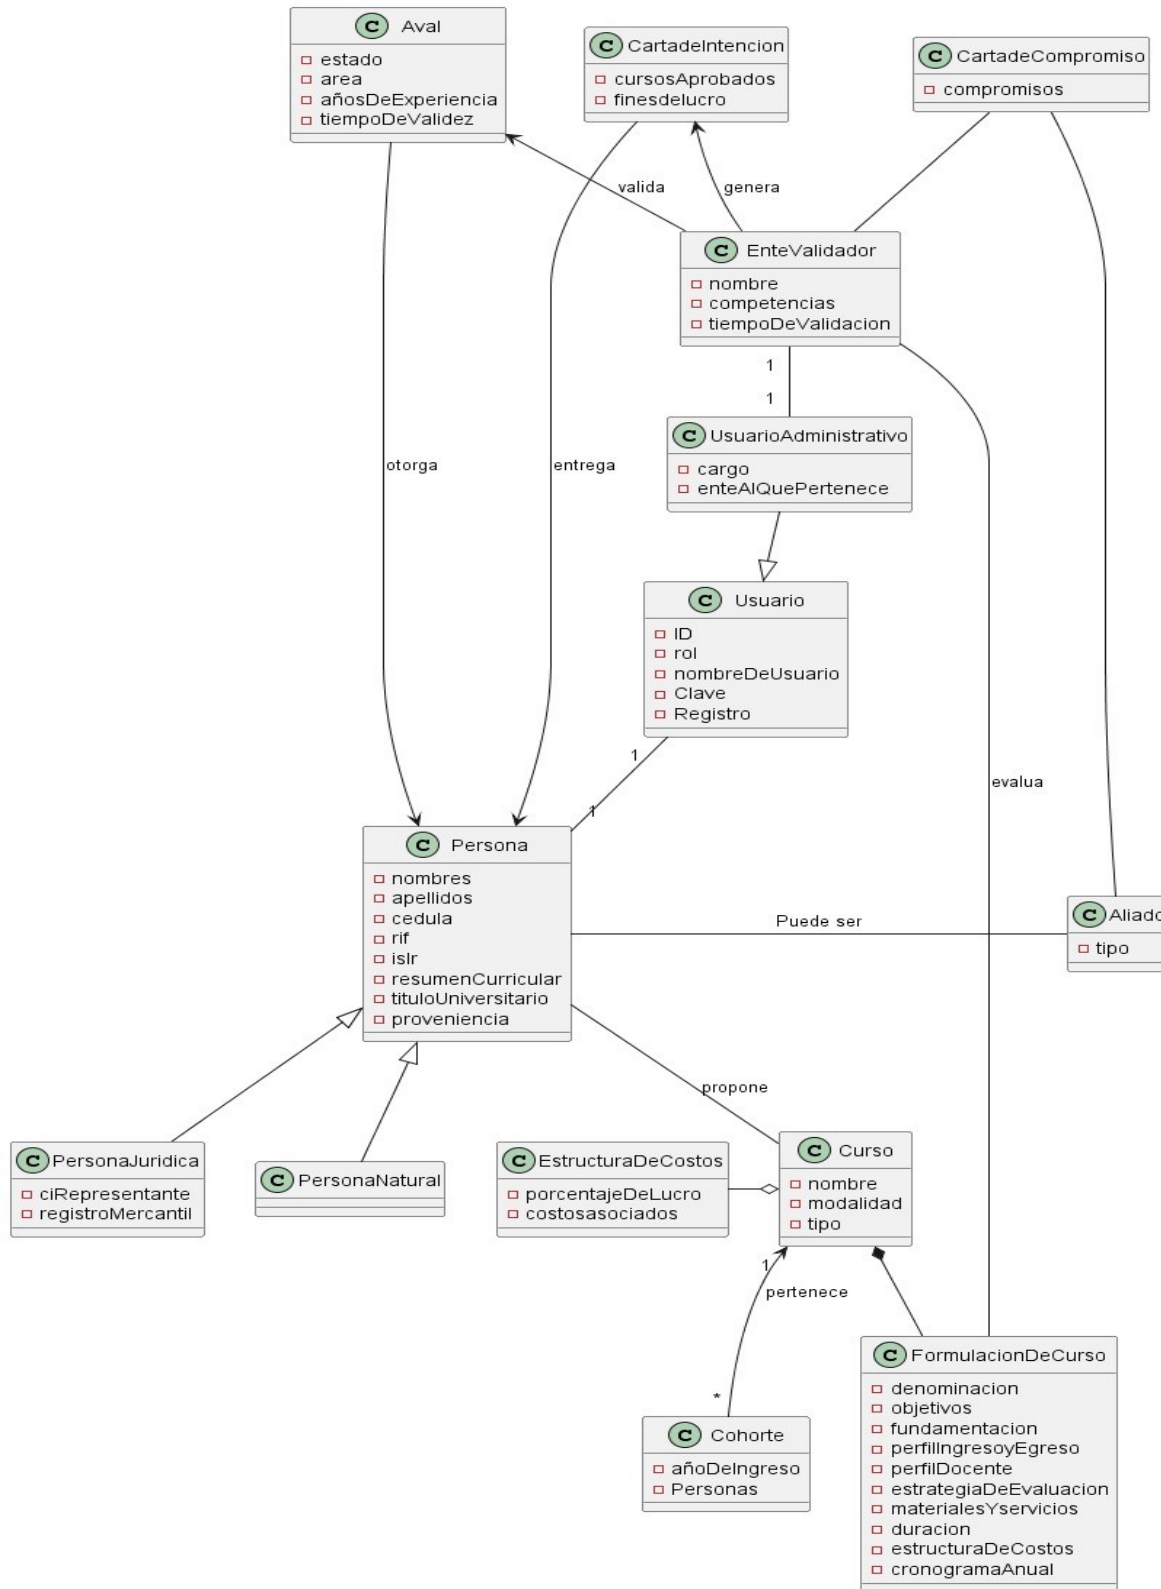 C Aval
estado
area
añosDeExperiencia
tiempoDeValidez
C CartadeIntencion
cursosAprobados
finesdelucro
C CartadeCompromiso
compromisos
valida
genera
C EnteValidador
nombre
competencias
tiempoDeValidacion
1
1
C UsuarioAdministrativo
cargo
enteAlQuePertenece
otorga
entrega
C Usuario
ID
rol
nombreDeUsuario
Clave
Registro
1
1
evalua
C Persona
nombres
apellidos
cedula
rif
islr
resumenCurricular
tituloUniversitario
proveniencia
Puede ser
C Aliado
tipo
propone
C PersonaJuridica
ciRepresentante
registroMercantil
C PersonaNatural
C EstructuraDeCostos
porcentajeDeLucro
costosasociados
C Curso
nombre
modalidad
tipo
1
pertenece
*
C Cohorte
añoDeIngreso
Personas
C FormulacionDeCurso
denominacion
objetivos
fundamentacion
perfilIngresoyEgreso
perfilDocente
estrategiaDeEvaluacion
materialesYservicios
duracion
estructuraDeCostos
cronogramaAnual